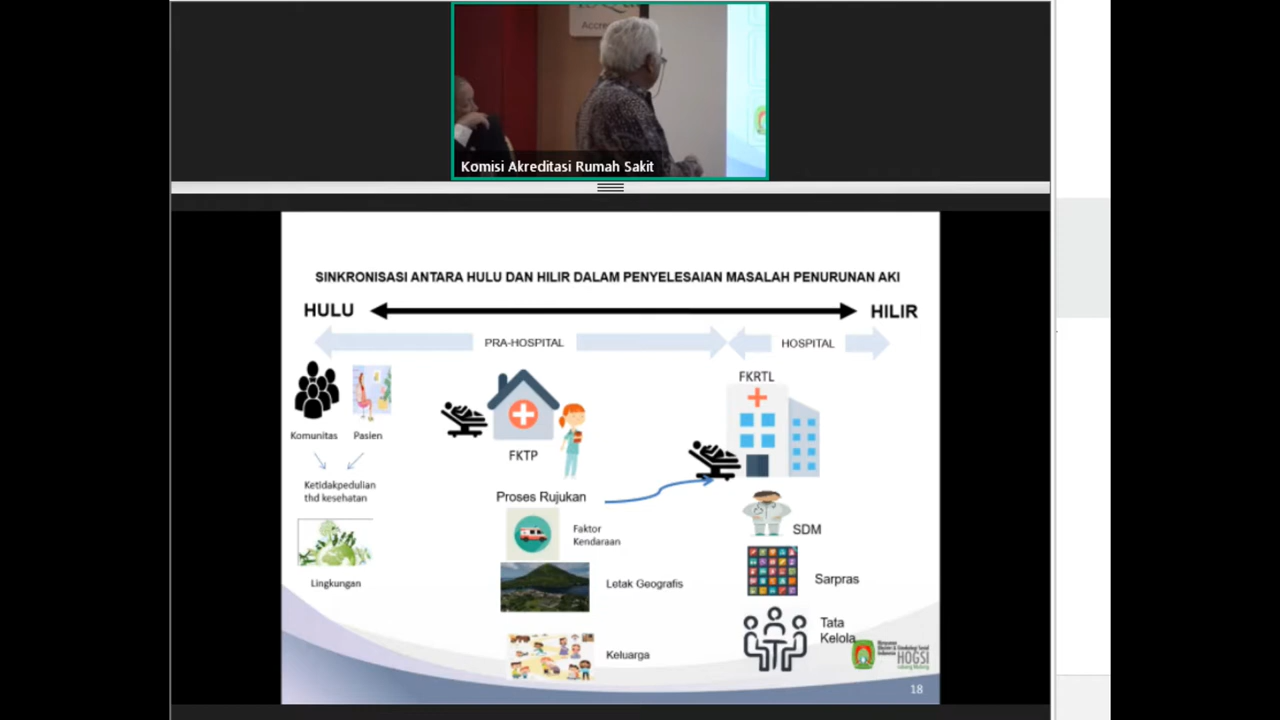 Komisi Akreditasi Rumah Sakit
SINKRONISASI ANTARA HULU DAN HILIR DALAM PENYELESAIAN MASALAH PENURUNAN AKI
HULU
HILIR
PRA-HOSPITAL
HOSPITAL
FKRTL
Komunitas
Pasien
FKTP
Ketidakpedulian
thd kesehatan
Proses Rujukan
Faktor
Kendaraan
SDM
Lingkungan
Letak Geografis
Sarpras
Tata
Kelola
Keluarga
HOGSI
18